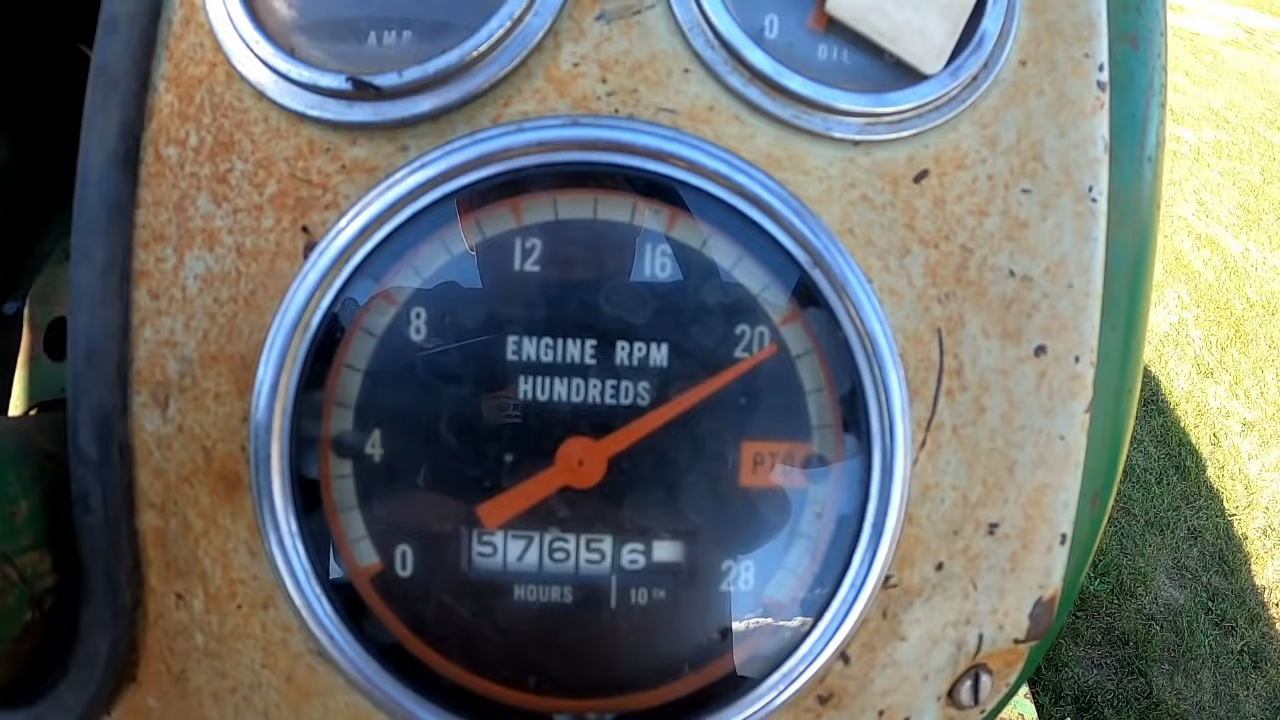 AMP
0
OIL
12
16
8
20
ENGINE RPM
HUNDREDS
4
PTO
57656
0
28
HOURS
10TH